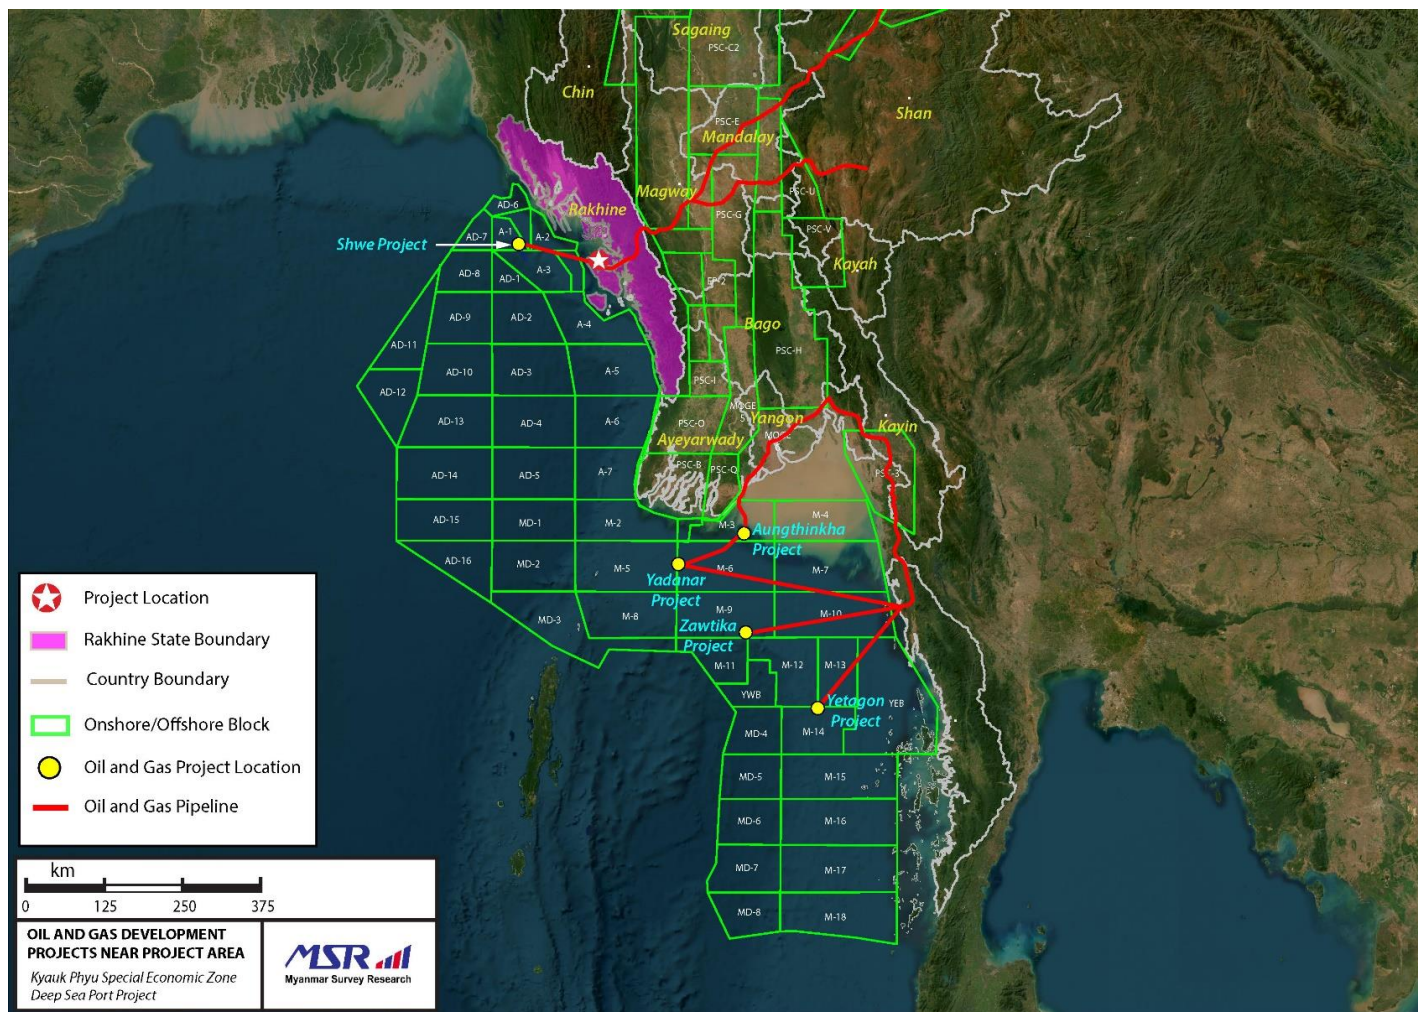 Sagaing
PSC-C2
Chin
Shan
PSC-E
Mandalay
Magway
PSC-U
Rakhine
PSC-G
PSC-V
Kayah
AD-6
AD-7
A-1
A-2
Shwe Project
AD-8
AD-1
A-3
AD-9
AD-2
A-4
Bago
PSC-H
AD-11
AD-10
AD-3
A-5
PSC-I
AD-12
AD-13
AD-4
A-6
PSC-O
MOGE
5
Yangon
Kayin
Ayeyarwady
AD-14
AD-5
A-7
PSC-B
PSC-Q
AD-15
MD-1
M-2
M-3
M-4
Aungthinkha
Project
AD-16
MD-2
M-5
M-6
M-7
Yadanar
Project
MD-3
M-8
M-9
M-10
Zawtika
Project
M-11
M-12
M-13
YWB
YEB
Yetagon
Project
MD-4
M-14
MD-5
M-15
MD-6
M-16
MD-7
M-17
MD-8
M-18
Project Location
Rakhine State Boundary
Country Boundary
Onshore/Offshore Block
Oil and Gas Project Location
Oil and Gas Pipeline
km
0 125 250 375
OIL AND GAS DEVELOPMENT
PROJECTS NEAR PROJECT AREA
Kyauk Phyu Special Economic Zone
Deep Sea Port Project
MSR
Myanmar Survey Research